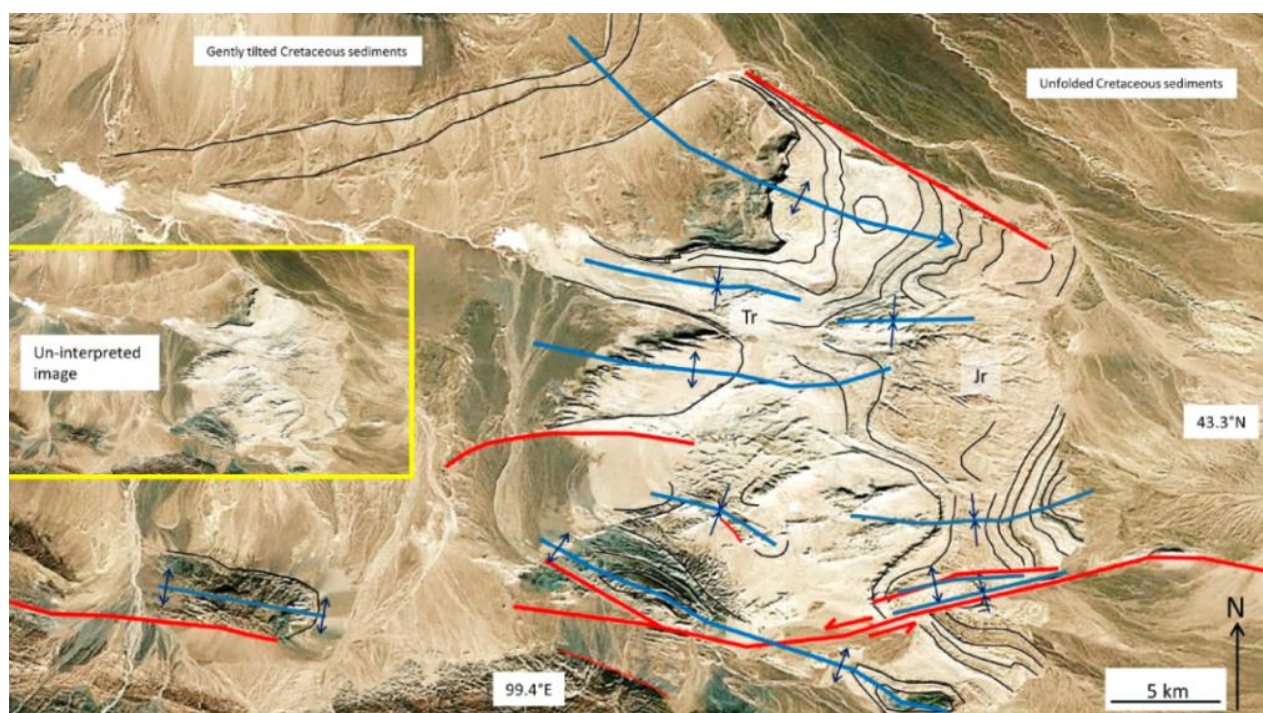 Gently tilted Cretaceous sediments
Unfolded Cretaceous sediments
Tr
Un-interpreted
image
Jr
43.3°N
N
99.4°E
5 km